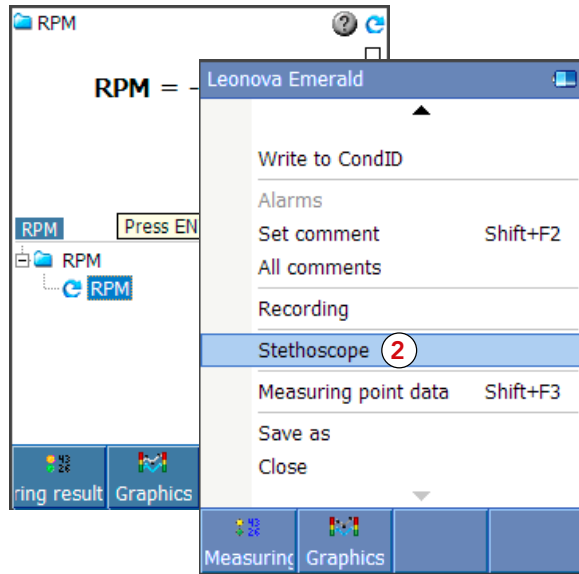 RPM
RPM = -
RPM
Press EN
RPM
RPM
ring result Graphics
Leonova Emerald
Write to CondID
Alarms
Set comment Shift+F2
All comments
Recording
Stethoscope 2
Measuring point data Shift+F3
Save as
Close
Measuring Graphics